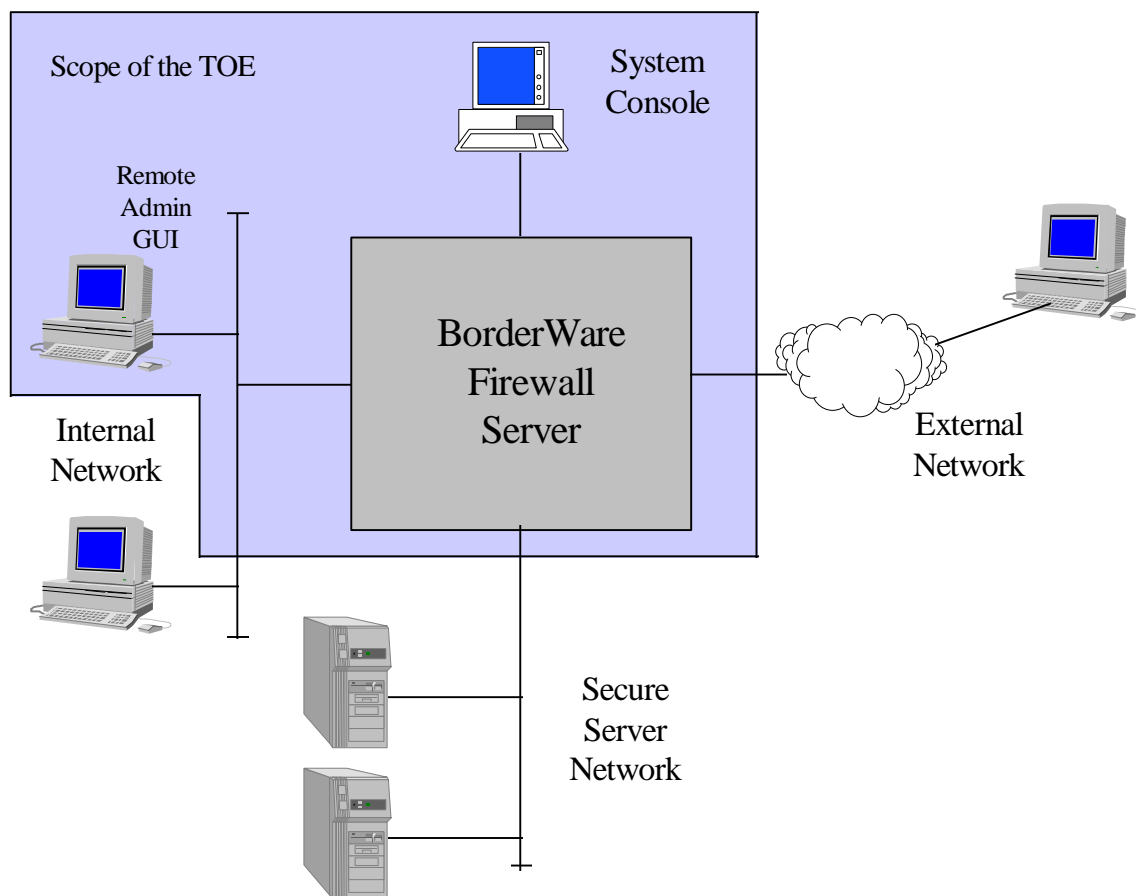 Scope of the TOE
System
Console
Remote
Admin
GUI
BorderWare
Firewall
Server
Internal
Network
External
Network
Secure
Server
Network